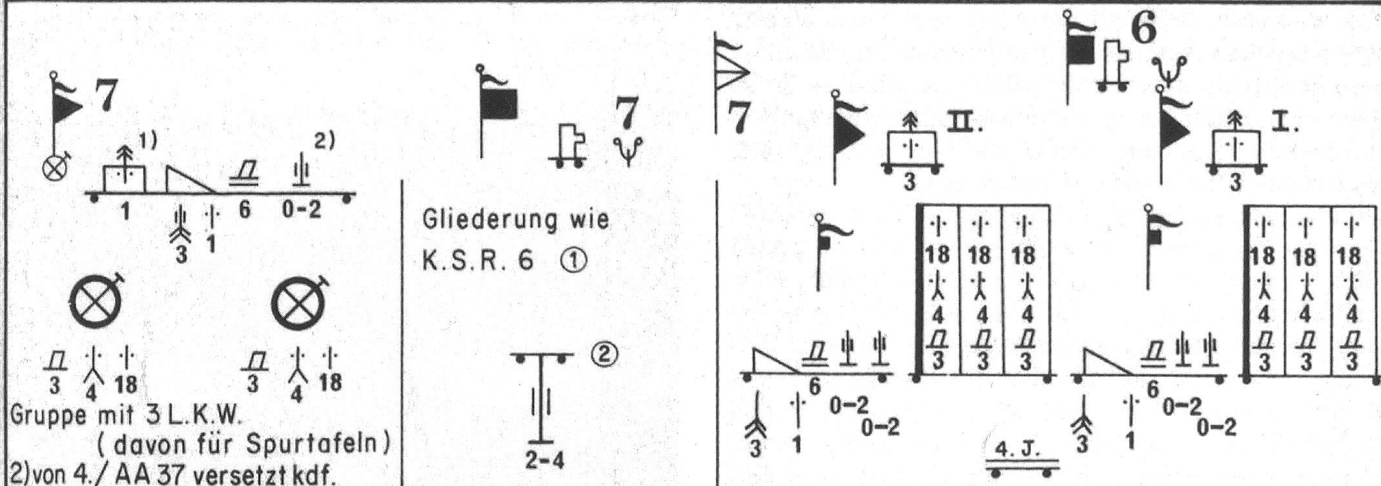 7
1)
2)
1
6
0-2
3
1
3
4
18
3
4
18
Gruppe mit 3 L.K.W.
(davon für Spurtafeln)
2) von 4./AA 37 versetzt kdf.
7
Gliederung wie
K.S.R. 6 ①
②
2-4
7
II.
3
18 18 18
4 4 4
3 3 3
6
0-2
0-2
3
1
6
I.
3
18 18 18
4 4 4
3 3 3
6
0-2
0-2
3
1
4. J.